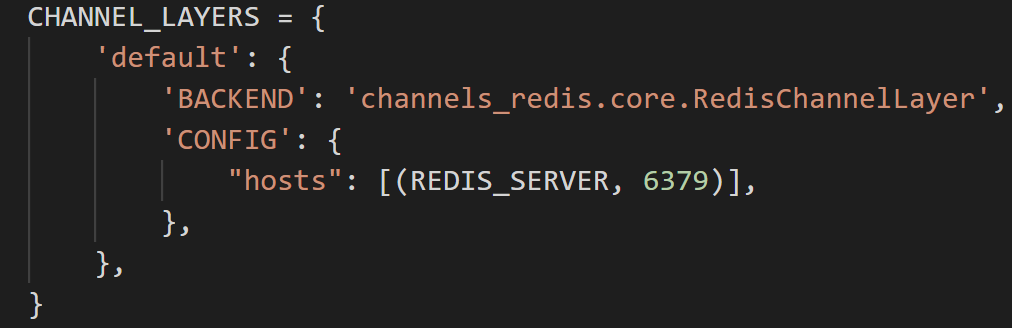 CHANNEL_LAYERS = {
    'default': {
        'BACKEND': 'channels_redis.core.RedisChannelLayer',
        'CONFIG': {
            "hosts": [(REDIS_SERVER, 6379)],
        },
    },
}